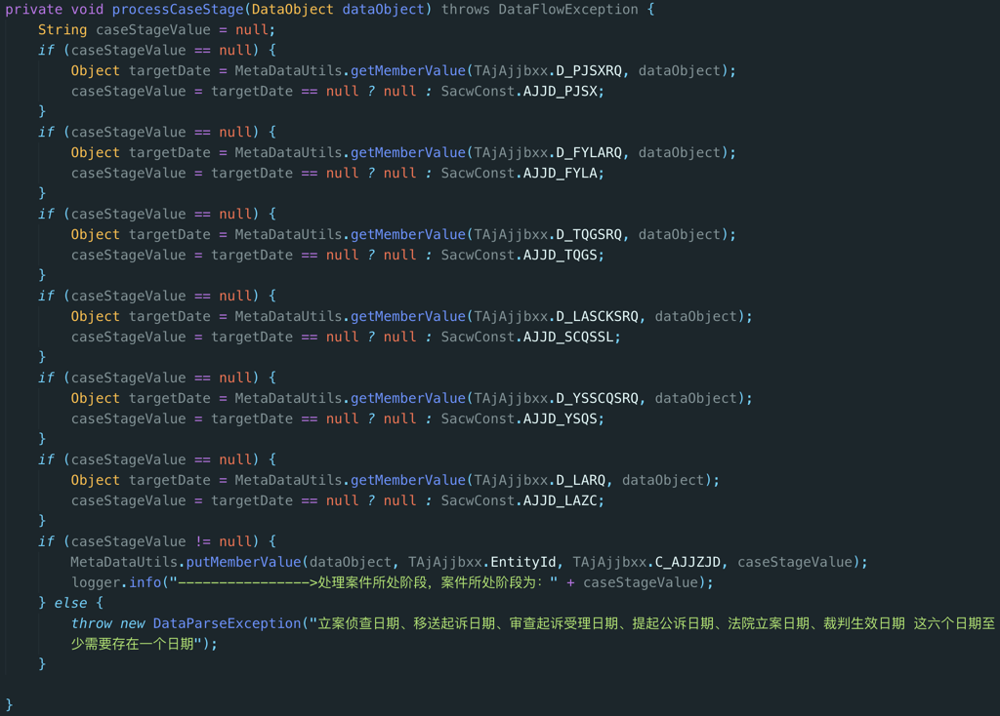 private void processCaseStage(DataObject dataObject) throws DataFlowException {
    String caseStageValue = null;
    if (caseStageValue == null) {
        Object targetDate = MetaDataUtils.getMemberValue(TAjAjjbxx.D_PJSXRQ, dataObject);
        caseStageValue = targetDate == null ? null : SacwConst.AJJD_PJSX;
    }
    if (caseStageValue == null) {
        Object targetDate = MetaDataUtils.getMemberValue(TAjAjjbxx.D_FYLARQ, dataObject);
        caseStageValue = targetDate == null ? null : SacwConst.AJJD_FYLA;
    }
    if (caseStageValue == null) {
        Object targetDate = MetaDataUtils.getMemberValue(TAjAjjbxx.D_TQGSRQ, dataObject);
        caseStageValue = targetDate == null ? null : SacwConst.AJJD_TQGS;
    }
    if (caseStageValue == null) {
        Object targetDate = MetaDataUtils.getMemberValue(TAjAjjbxx.D_LASCKSRQ, dataObject);
        caseStageValue = targetDate == null ? null : SacwConst.AJJD_SCQSSL;
    }
    if (caseStageValue == null) {
        Object targetDate = MetaDataUtils.getMemberValue(TAjAjjbxx.D_YSSCQSRQ, dataObject);
        caseStageValue = targetDate == null ? null : SacwConst.AJJD_YSQS;
    }
    if (caseStageValue == null) {
        Object targetDate = MetaDataUtils.getMemberValue(TAjAjjbxx.D_LARQ, dataObject);
        caseStageValue = targetDate == null ? null : SacwConst.AJJD_LAZC;
    }
    if (caseStageValue != null) {
        MetaDataUtils.putMemberValue(dataObject, TAjAjjbxx.EntityId, TAjAjjbxx.C_AJJZJD, caseStageValue);
        logger.info("---------------->处理案件所处阶段，案件所处阶段为：" + caseStageValue);
    } else {
        throw new DataParseException("立案侦查日期、移送起诉日期、审查起诉受理日期、提起公诉日期、法院立案日期、裁判生效日期 这六个日期至
        少需要存在一个日期");
    }
}